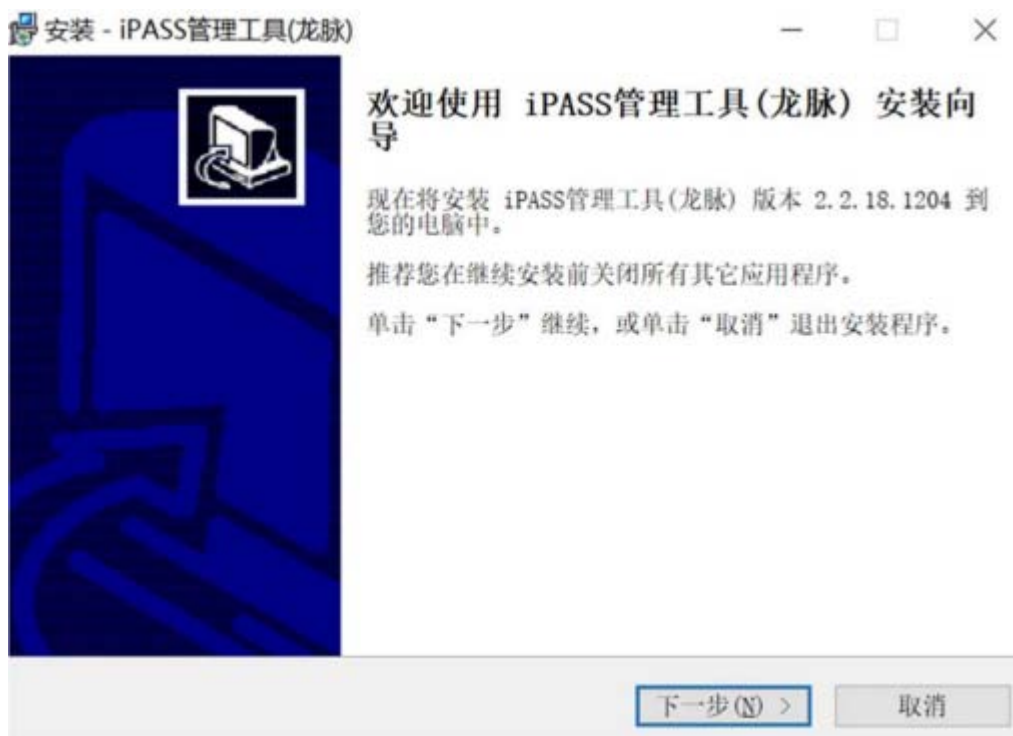 安装 - iPASS管理工具(龙脉)
欢迎使用 iPASS管理工具(龙脉) 安装向
导
现在将安装 iPASS管理工具(龙脉) 版本 2.2.18.1204 到
您的电脑中。
推荐您在继续安装前关闭所有其它应用程序。
单击“下一步”继续，或单击“取消”退出安装程序。
下一步(N) >
取消